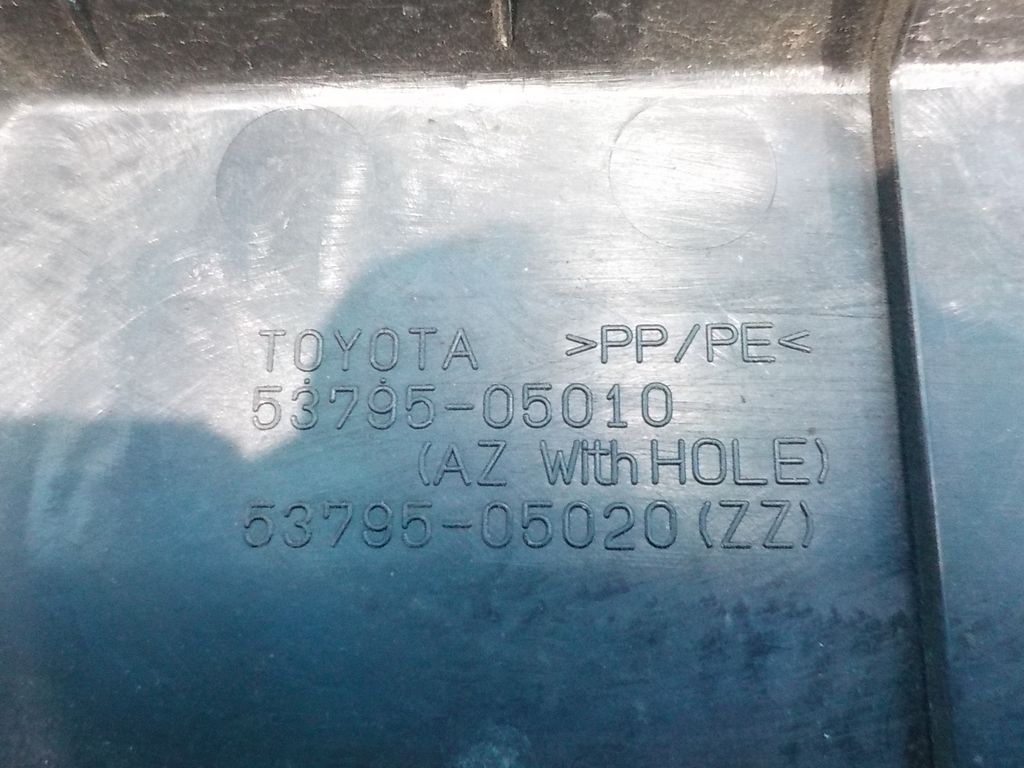 TOYOTA >PP/PE<
53795-05010
(AZ With HOLE)
53795-05020 (ZZ)